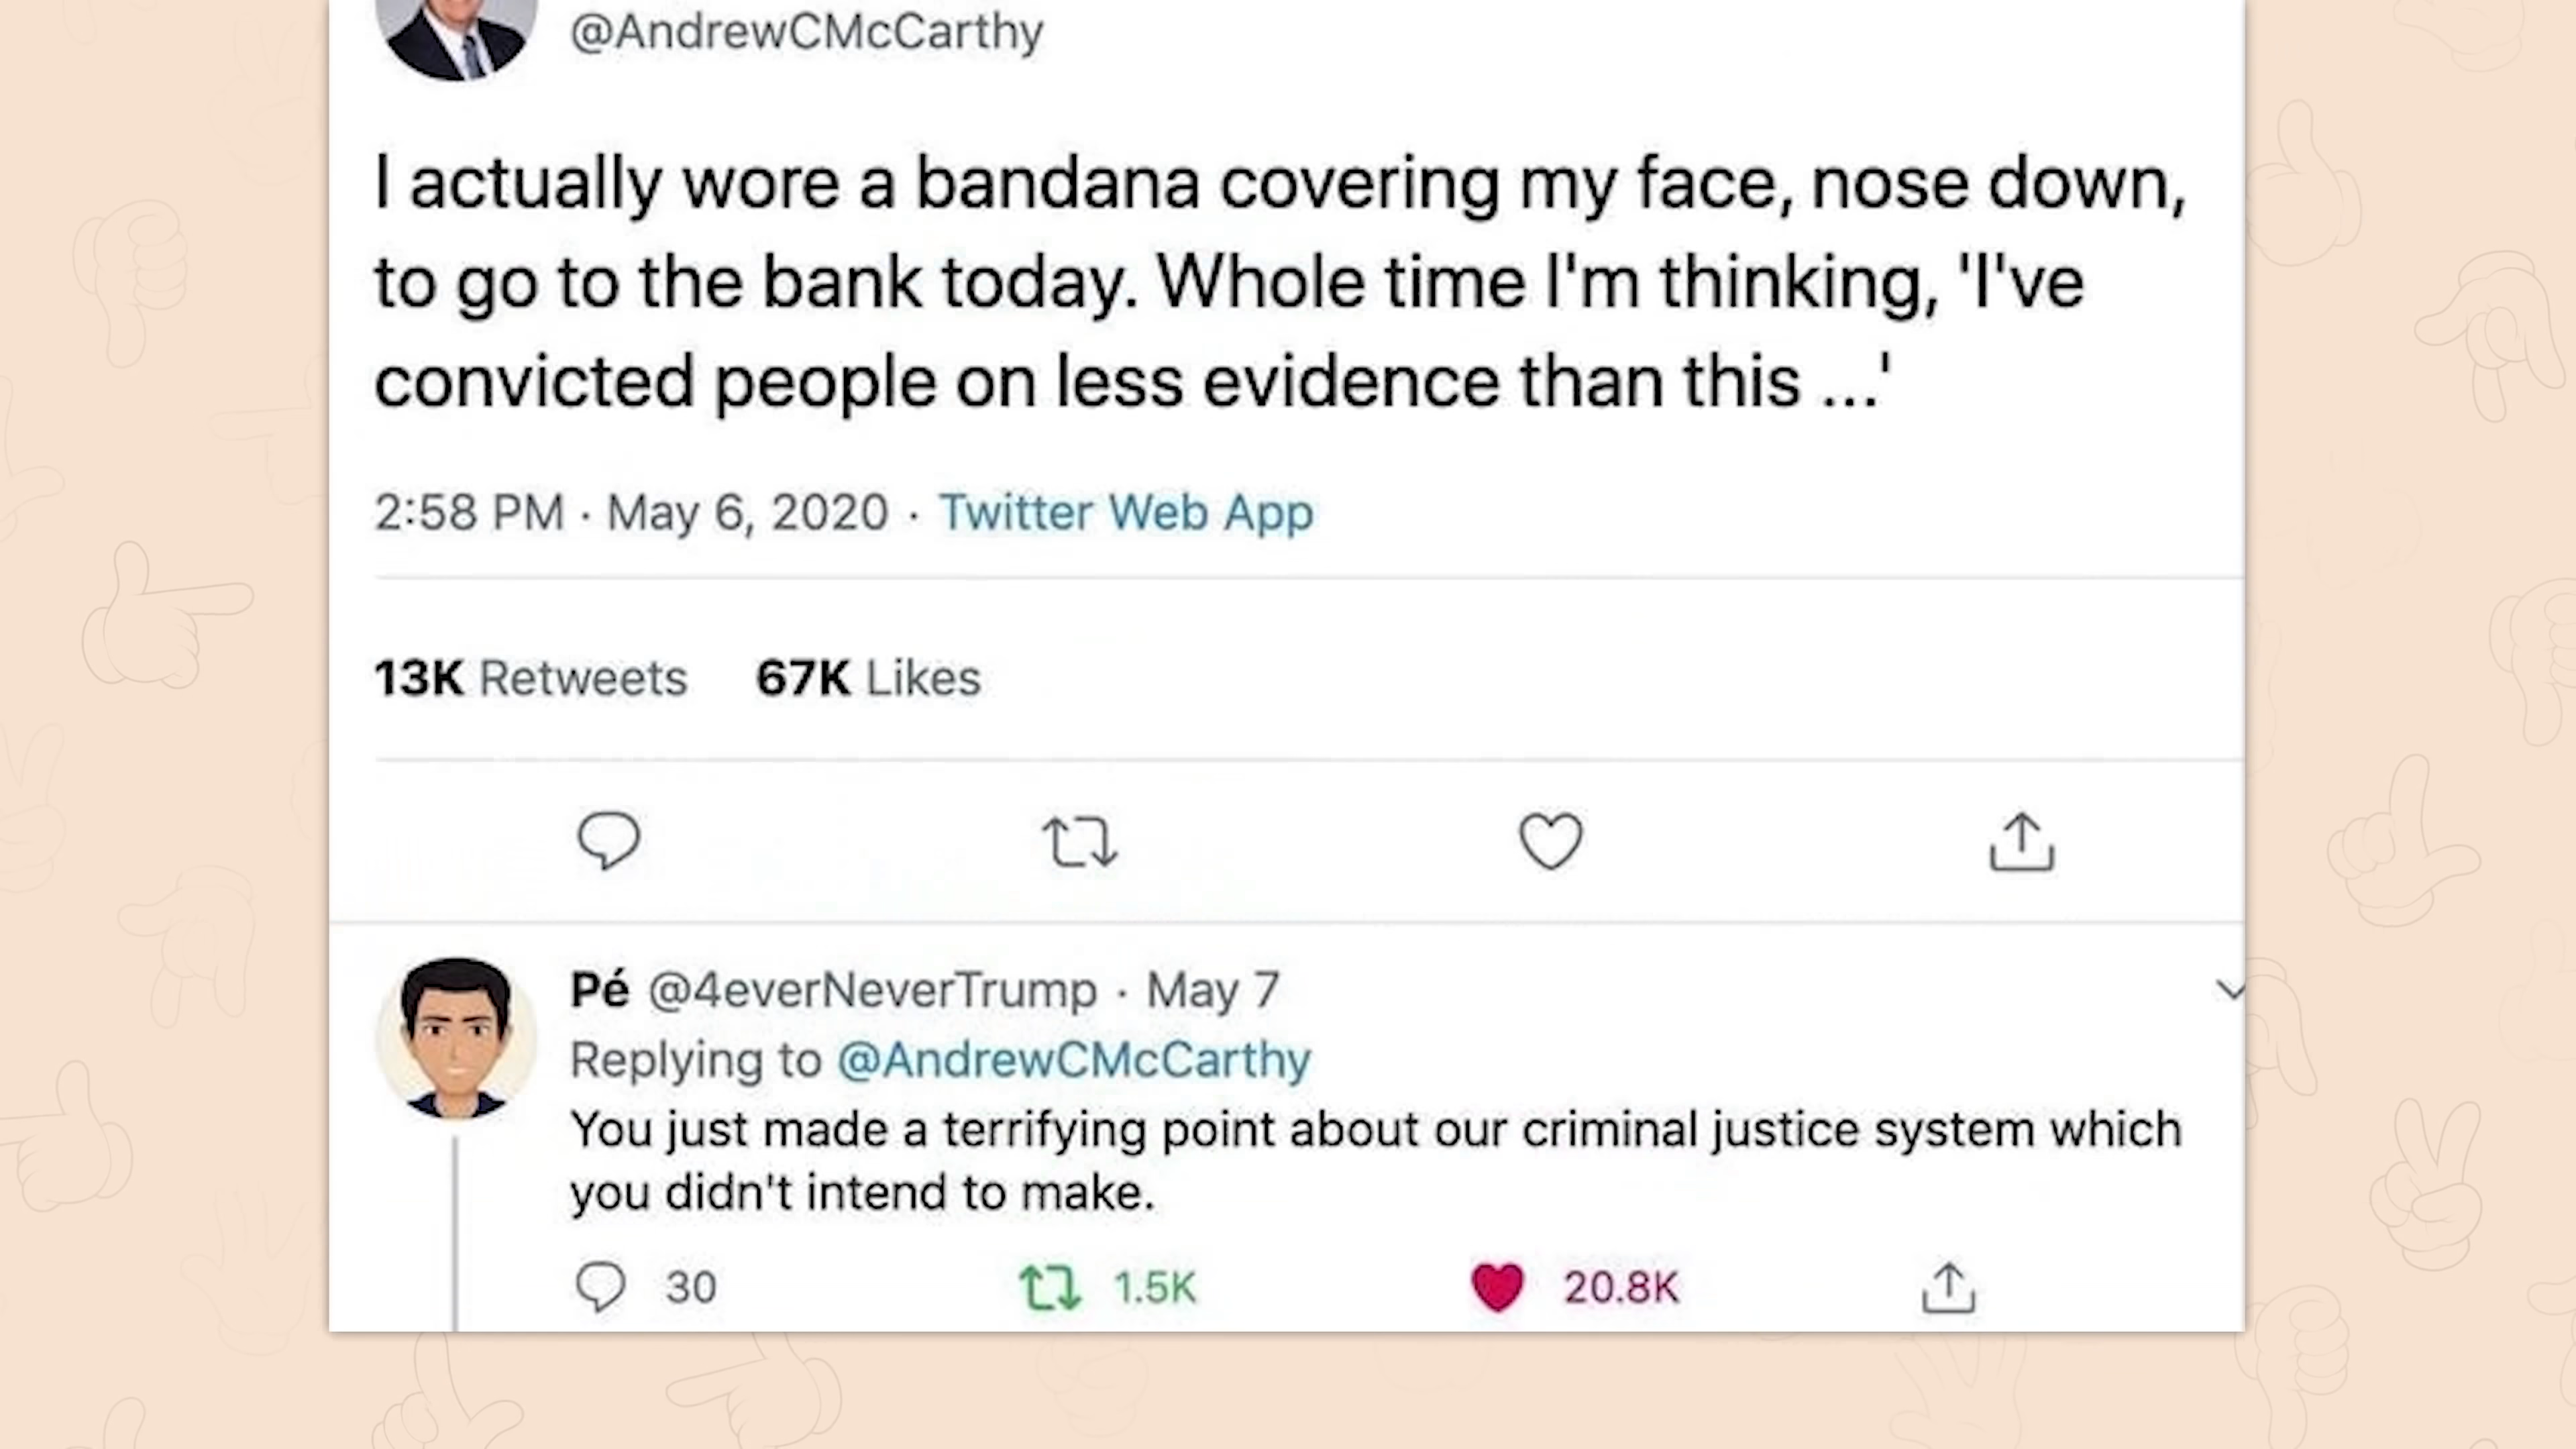 @AndrewCMcCarthy
I actually wore a bandana covering my face, nose down,
to go to the bank today. Whole time I'm thinking, 'I've
convicted people on less evidence than this ...'
2:58 PM · May 6, 2020 · Twitter Web App
13K Retweets 67K Likes
Pé @4everNeverTrump · May 7
Replying to @AndrewCMcCarthy
You just made a terrifying point about our criminal justice system which
you didn't intend to make.
30 1.5K 20.8K